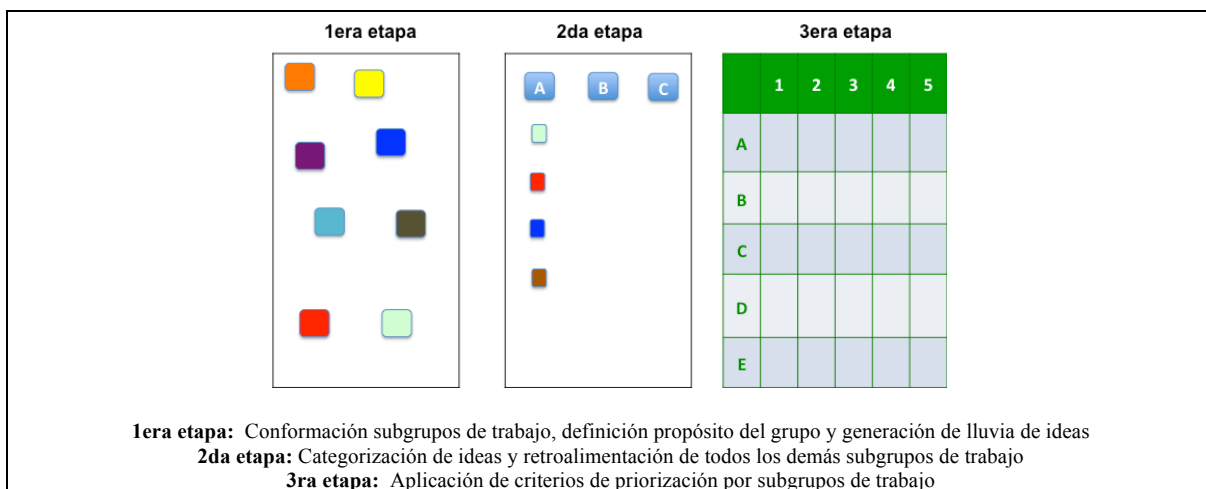 1era etapa 2da etapa 3era etapa
A B C
1 2 3 4 5
A
B
C
D
E
1era etapa: Conformación subgrupos de trabajo, definición propósito del grupo y generación de lluvia de ideas
2da etapa: Categorización de ideas y retroalimentación de todos los demás subgrupos de trabajo
3ra etapa: Aplicación de criterios de priorización por subgrupos de trabajo